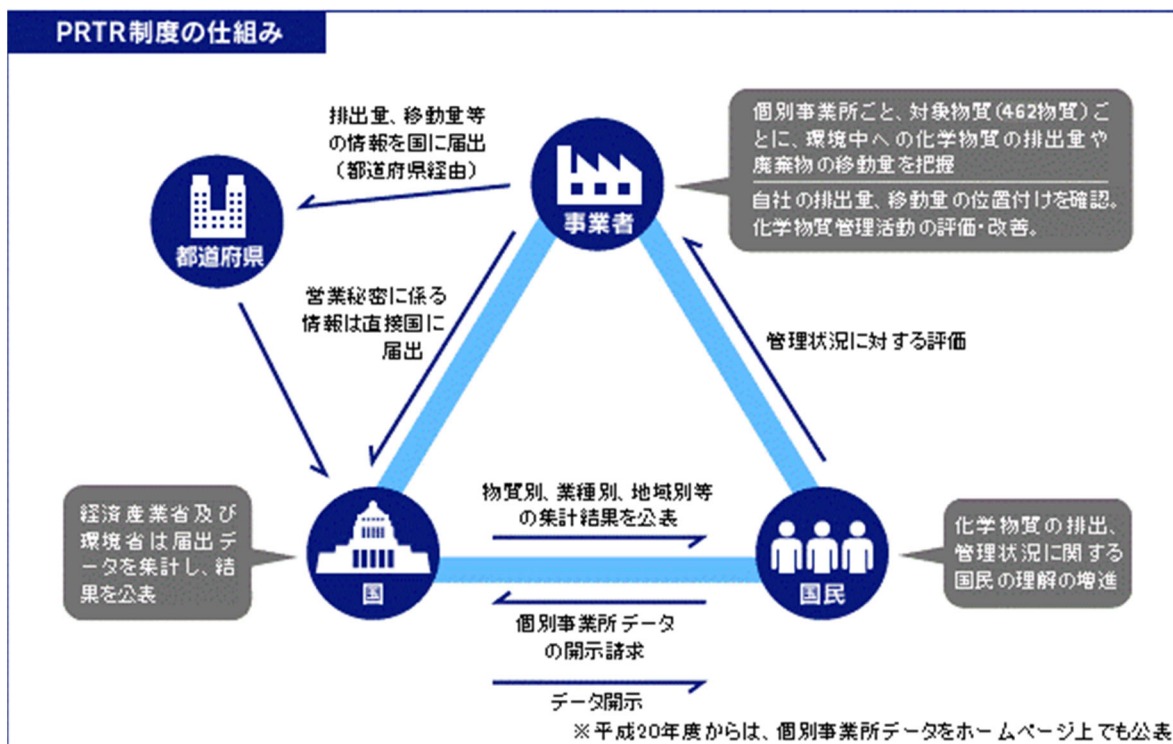 PRTR制度の仕組み
排出量、移動量等
の情報を国に届出
（都道府県経由）
事業者
個別事業所ごと、対象物質（462物質）ご
とに、環境中への化学物質の排出量や
廃棄物の移動量を把握
自社の排出量、移動量の位置付けを確認。
化学物質管理活動の評価・改善。
都道府県
営業秘密に係る
情報は直接国に
届出
管理状況に対する評価
経済産業省及び
環境省は届出デ
ータを集計し、結
果を公表
国
物質別、業種別、地域別等
の集計結果を公表
国民
化学物質の排出、
管理状況に関する
国民の理解の増進
個別事業所データ
の開示請求
データ開示
※平成20年度からは、個別事業所データをホームページ上でも公表